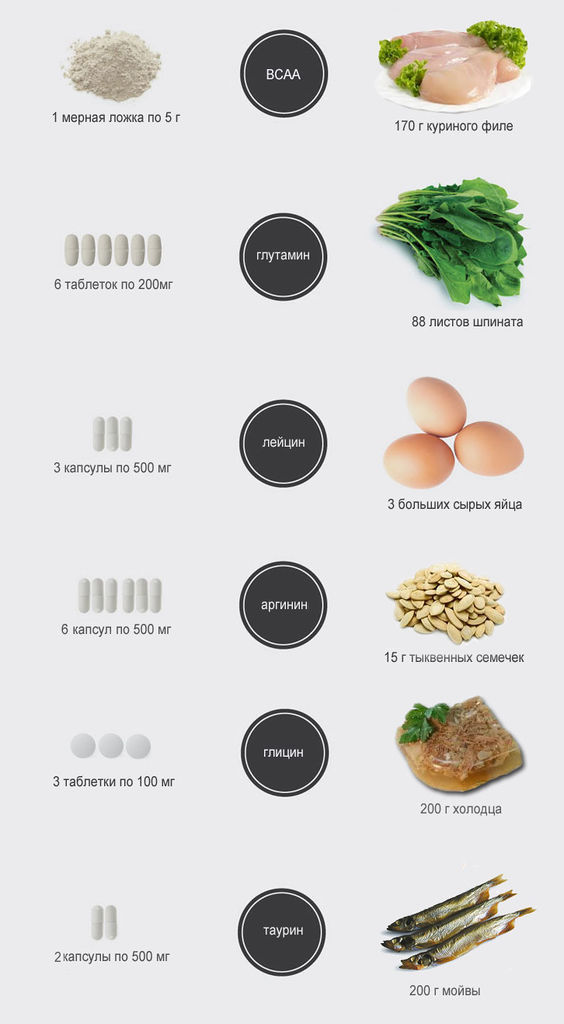 1 мерная ложка по 5 г
BCAA
170 г куриного филе
6 таблеток по 200мг
глутамин
88 листов шпината
3 капсулы по 500 мг
лейцин
3 больших сырых яйца
6 капсул по 500 мг
аргинин
15 г тыквенных семечек
3 таблетки по 100 мг
глицин
200 г холодца
2 капсулы по 500 мг
таурин
200 г мойвы